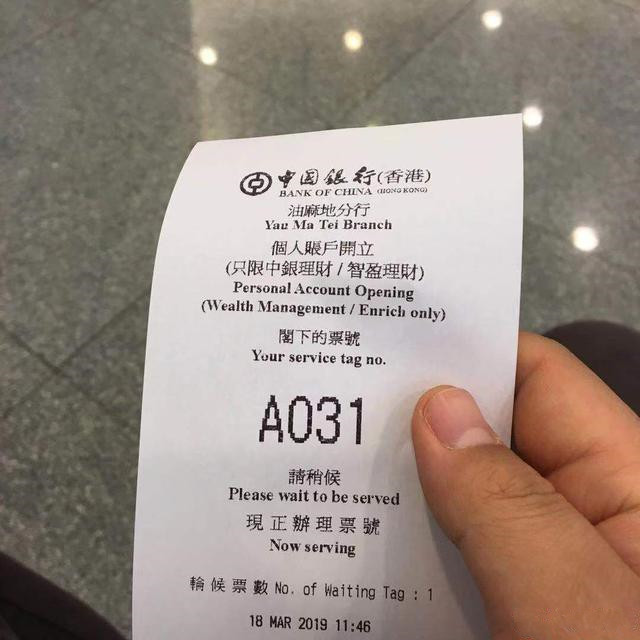 中国銀行(香港)
BANK OF CHINA (HONG KONG)
油麻地分行
Yau Ma Tei Branch
個人賬戶開立
(只限中銀理財 / 智盈理財)
Personal Account Opening
(Wealth Management / Enrich only)
閣下的票號
Your service tag no.
A031
請稍候
Please wait to be served
現正辦理票號
Now serving
輪候票數 No. of Waiting Tag : 1
18 MAR 2019 11:46